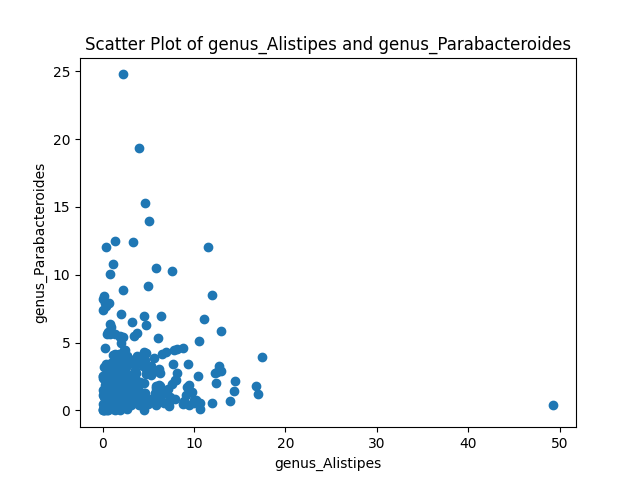 Scatter Plot of genus_Alistipes and genus_Parabacteroides
25
20
15
10
5
0
genus_Parabacteroides
0 10 20 30 40 50
genus_Alistipes